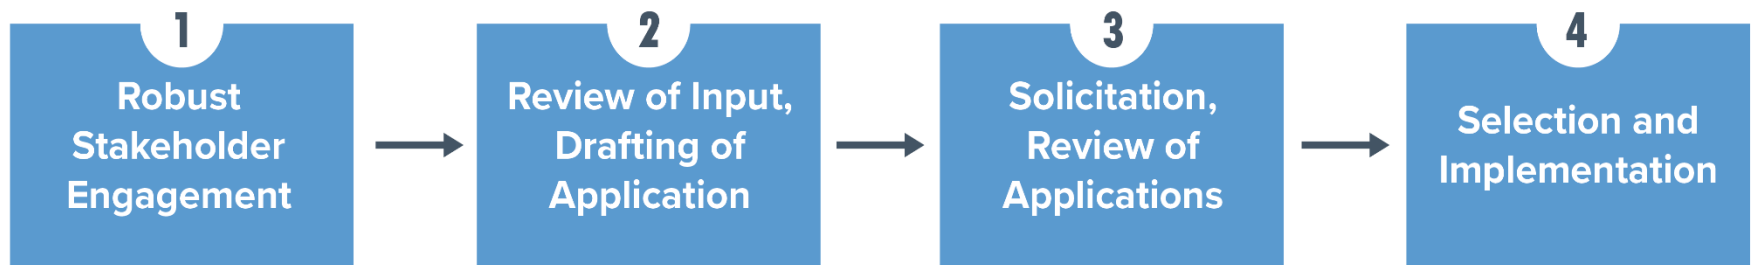 1
Robust
Stakeholder
Engagement
2
Review of Input,
Drafting of
Application
3
Solicitation,
Review of
Applications
4
Selection and
Implementation